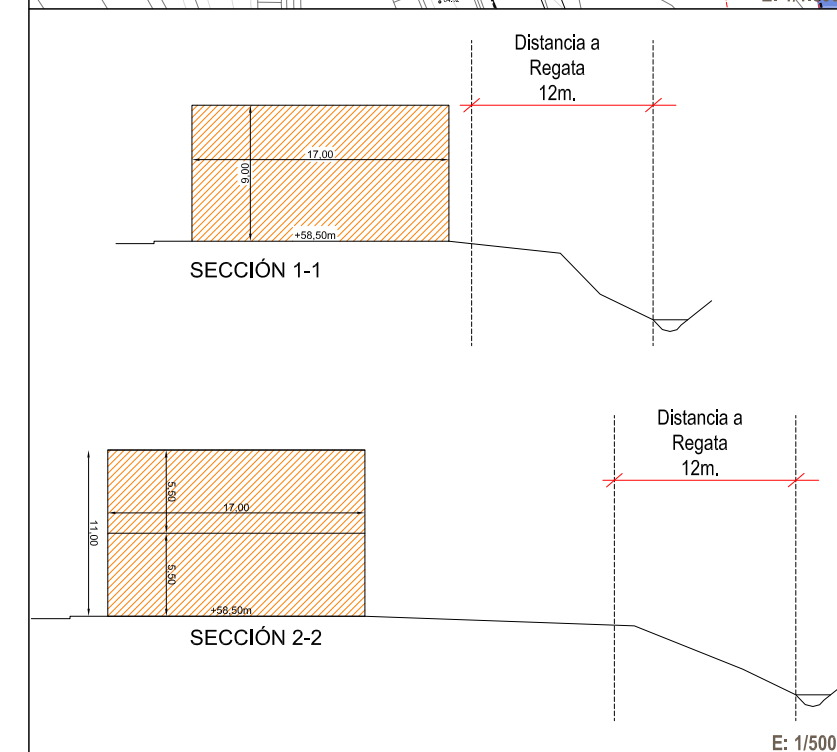 Distancia a
Regata
12m.
17,00
9,00
+58,50m
SECCIÓN 1-1
Distancia a
Regata
12m.
5,50
17,00
11,00
5,50
+58,50m
SECCIÓN 2-2
E: 1/500